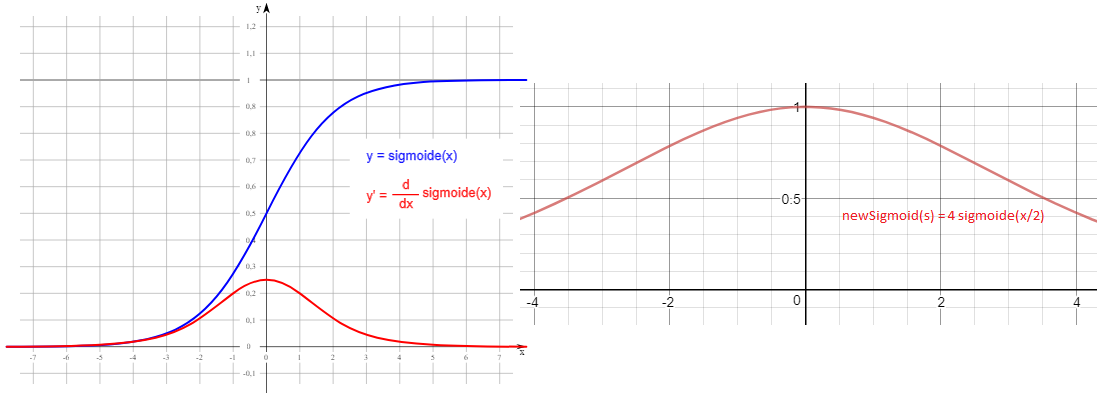 y
1,2
1,1
1
0,9
0,8
0,7
0,6
0,5
0,4
0,3
0,2
0,1
0
-0,1
-7 -6 -5 -4 -3 -2 -1 0 1 2 3 4 5 6 7
x
y = sigmoide(x)
y' = d/dx sigmoide(x)
1
0.5
newSigmoid(s) = 4 sigmoide(x/2)
-4 -2 0 2 4